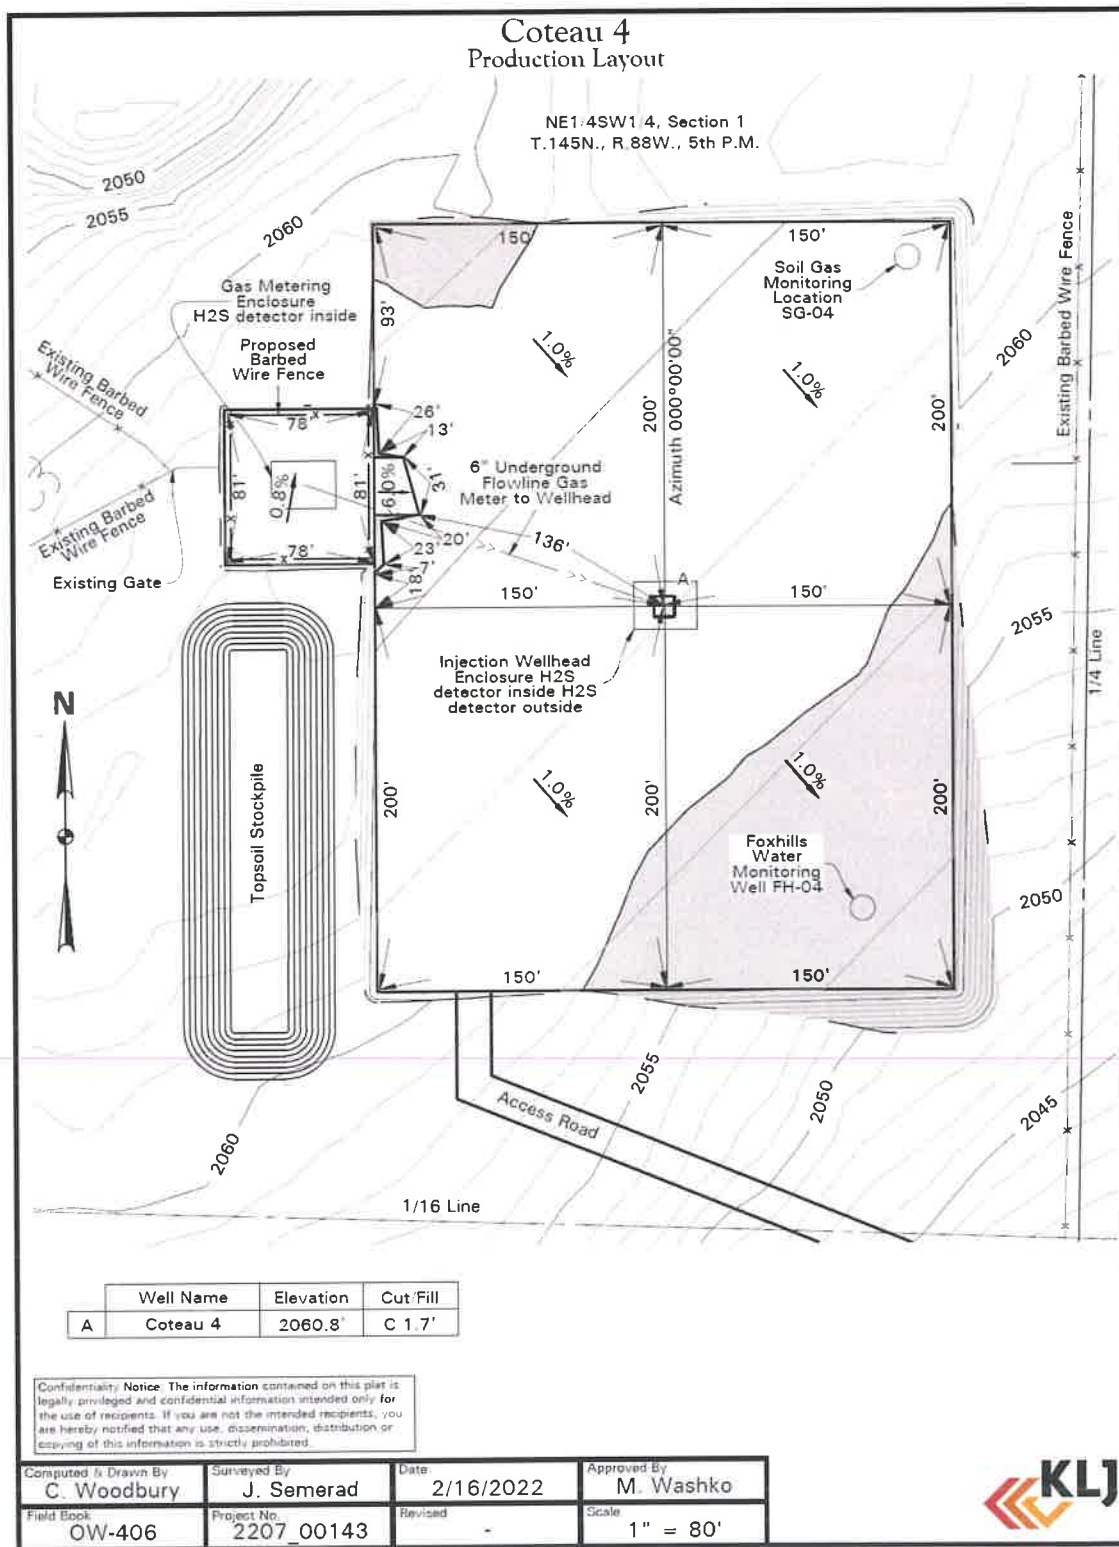 Coteau 4
Production Layout
NE1/4SW1/4, Section 1
T.145N., R.88W., 5th P.M.
2050
2055
2060
150'
150'
Soil Gas
Monitoring
Location
SG-04
Gas Metering
Enclosure
H2S detector inside
93'
Proposed
Barbed
Wire Fence
1.0%
1.0%
Existing Barbed Wire Fence
2060
Existing Barbed
Wire Fence
78'
26'
13'
200'
Azimuth 000°00'00"
200'
6" Underground
Flowline Gas
Meter to Wellhead
81'
0.8%
81'
6.0%
31'
Existing Barbed
Wire Fence
78'
20'
23'
7'
18'
136'
Existing Gate
A
150'
150'
2055
1/4 Line
Injection Wellhead
Enclosure H2S
detector inside H2S
detector outside
N
Topsoil Stockpile
200'
1.0%
200'
1.0%
200'
Foxhills
Water
Monitoring
Well FH-04
2050
150'
150'
Access Road
2055
2050
2045
2060
1/16 Line
Well Name Elevation Cut/Fill
A Coteau 4 2060.8' C 1.7'
Confidentiality Notice: The information contained on this plat is
legally privileged and confidential information intended only for
the use of recipients. If you are not the intended recipients, you
are hereby notified that any use, dissemination, distribution or
copying of this information is strictly prohibited.
Computed & Drawn By
C. Woodbury
Surveyed By
J. Semerad
Date
2/16/2022
Approved By
M. Washko
Field Book
OW-406
Project No.
2207_00143
Revised
-
Scale
1" = 80'
KLJ